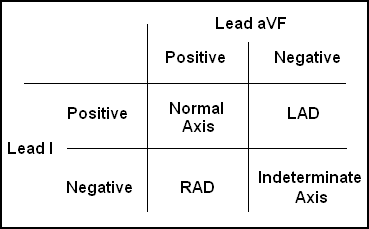 Lead aVF
Positive Negative
Positive Normal Axis LAD
Lead I
Negative RAD Indeterminate Axis